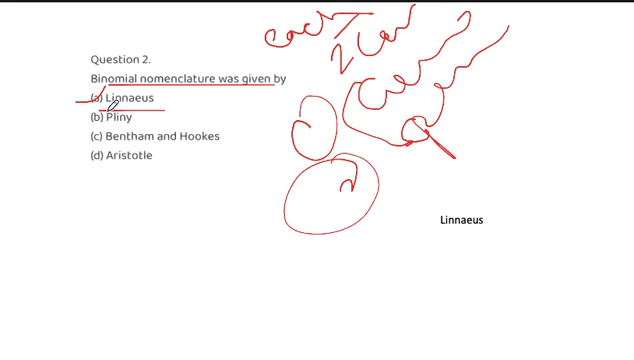 Question 2.
Binomial nomenclature was given by
(a) Linnaeus
(b) Pliny
(c) Bentham and Hookes
(d) Aristotle
Linnaeus